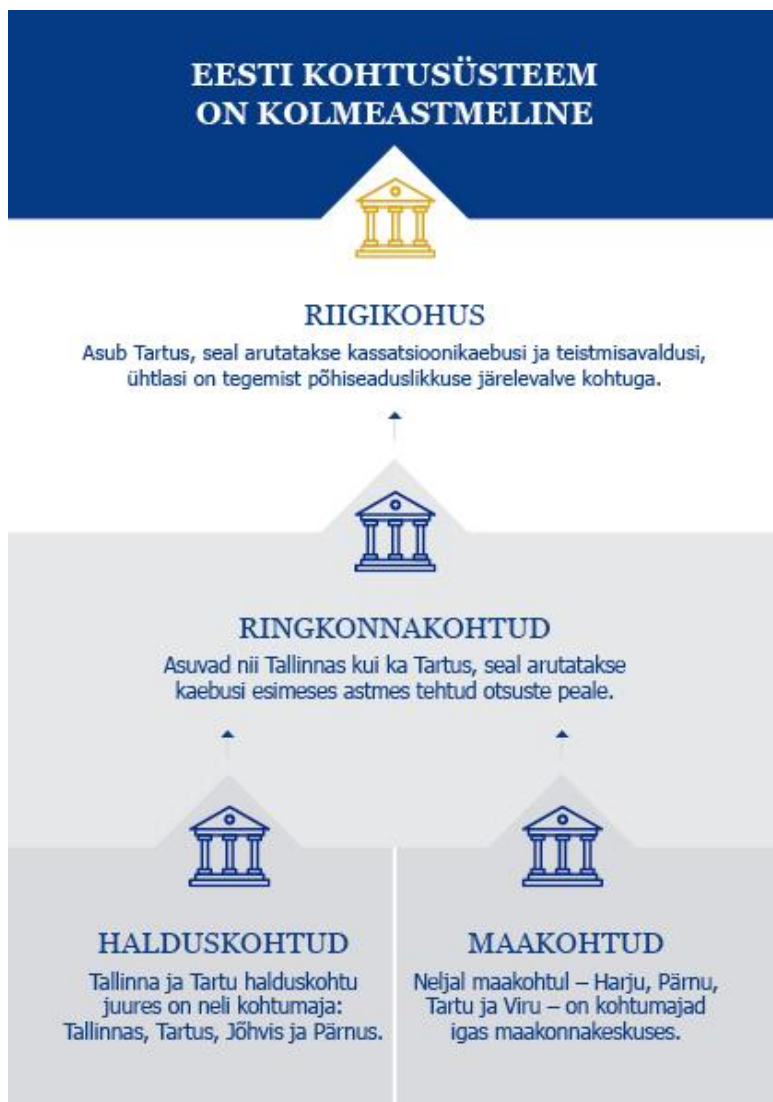 EESTI KOHTUSÜSTEEM
ON KOLMEASTMELINE
RIIGIKOHUS
Asub Tartus, seal arutatakse kassatsioonikaebusi ja teistmisavaldusi,
ühtlasi on tegemist põhiseaduslikkuse järelevalve kohtuga.
RINGKONNAKOHTUD
Asuvad nii Tallinnas kui ka Tartus, seal arutatakse
kaebusi esimeses astmes tehtud otsuste peale.
HALDUSKOHTUD
Tallinna ja Tartu halduskohtu
juures on neli kohtumaja:
Tallinnas, Tartus, Jõhvis ja Pärnus.
MAAKOHTUD
Neljal maakohtul – Harju, Pärnu,
Tartu ja Viru – on kohtumajad
igas maakonnakeskuses.